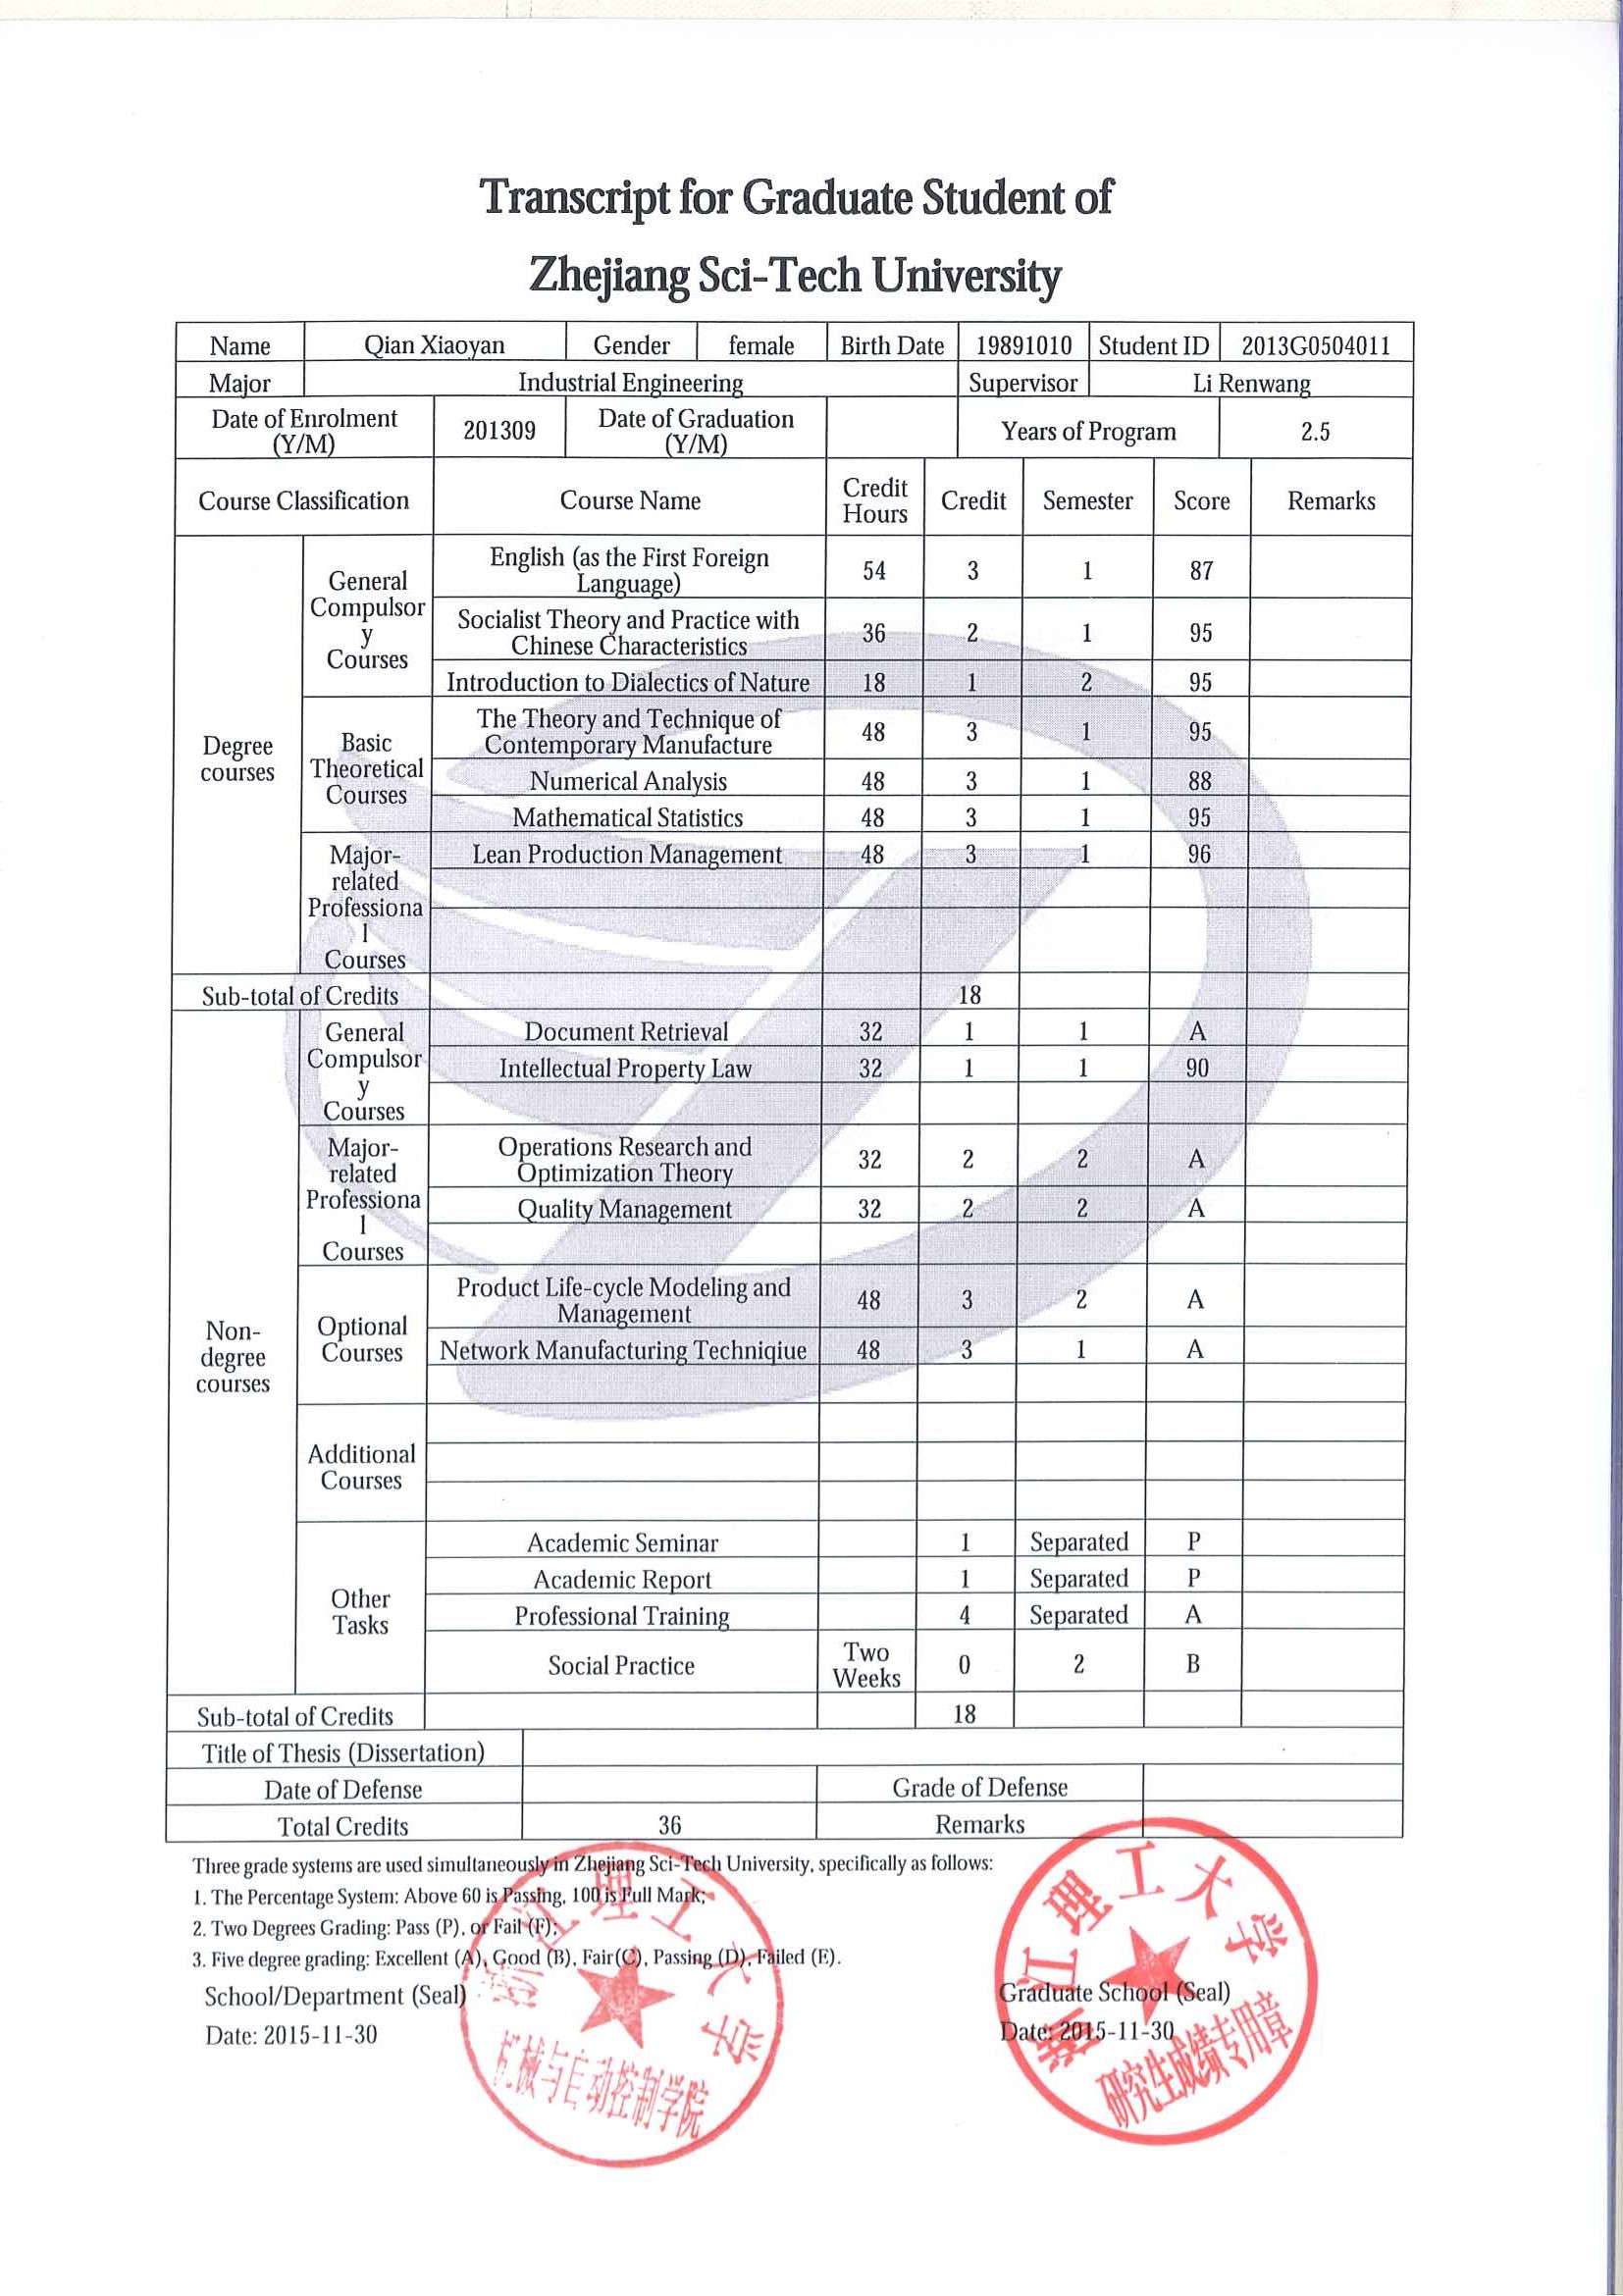 Transcript for Graduate Student of
Zhejiang Sci-Tech University
Name Qian Xiaoyan Gender female Birth Date 19891010 Student ID 2013G0504011
Major Industrial Engineering Supervisor Li Renwang
Date of Enrolment (Y/M) 201309 Date of Graduation (Y/M) Years of Program 2.5
Course Classification Course Name Credit Hours Credit Semester Score Remarks
Degree courses
General Compulsory Courses
English (as the First Foreign Language) 54 3 1 87
Socialist Theory and Practice with Chinese Characteristics 36 2 1 95
Introduction to Dialectics of Nature 18 1 2 95
Basic Theoretical Courses
The Theory and Technique of Contemporary Manufacture 48 3 1 95
Numerical Analysis 48 3 1 88
Mathematical Statistics 48 3 1 95
Major-related Professional Courses
Lean Production Management 48 3 1 96
Sub-total of Credits 18
Non-degree courses
General Compulsory Courses
Document Retrieval 32 1 1 A
Intellectual Property Law 32 1 1 90
Major-related Professional Courses
Operations Research and Optimization Theory 32 2 2 A
Quality Management 32 2 2 A
Optional Courses
Product Life-cycle Modeling and Management 48 3 2 A
Network Manufacturing Techniqiue 48 3 1 A
Additional Courses
Other Tasks
Academic Seminar 1 Separated P
Academic Report 1 Separated P
Professional Training 4 Separated A
Social Practice Two Weeks 0 2 B
Sub-total of Credits 18
Title of Thesis (Dissertation)
Date of Defense Grade of Defense
Total Credits 36 Remarks
Three grade systems are used simultaneously in Zhejiang Sci-Tech University, specifically as follows:
1. The Percentage System: Above 60 is Passing, 100 is Full Mark;
2. Two Degrees Grading: Pass (P), or Fail (F);
3. Five degree grading: Excellent (A), Good (B), Fair(C), Passing (D), Failed (E).
School/Department (Seal)
Date: 2015-11-30
浙江理工大学
机械与自动控制学院
Graduate School (Seal)
Date: 2015-11-30
浙江理工大学
研究生成绩专用章